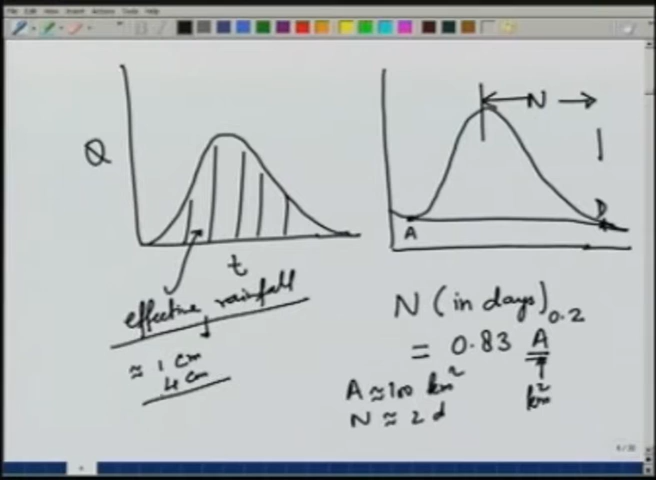 Q
t
effective rainfall
≈ 1 cm
4 cm
N
A
D
N (in days)
= 0.83 A^0.2
km²
A ≈ 100 km²
N ≈ 2 d